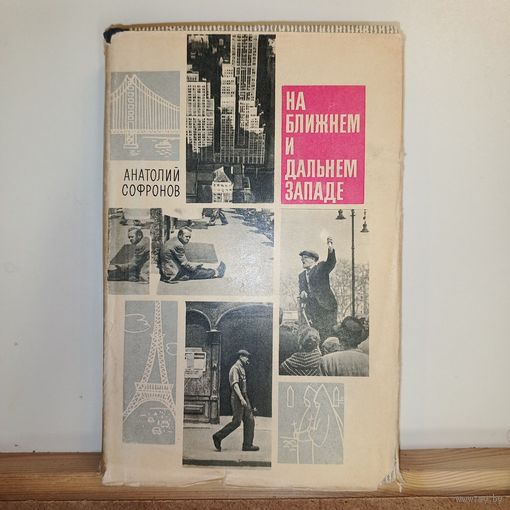 НА
БЛИЖНЕМ
И
ДАЛЬНЕМ
ЗАПАДЕ
АНАТОЛИЙ
СОФРОНОВ